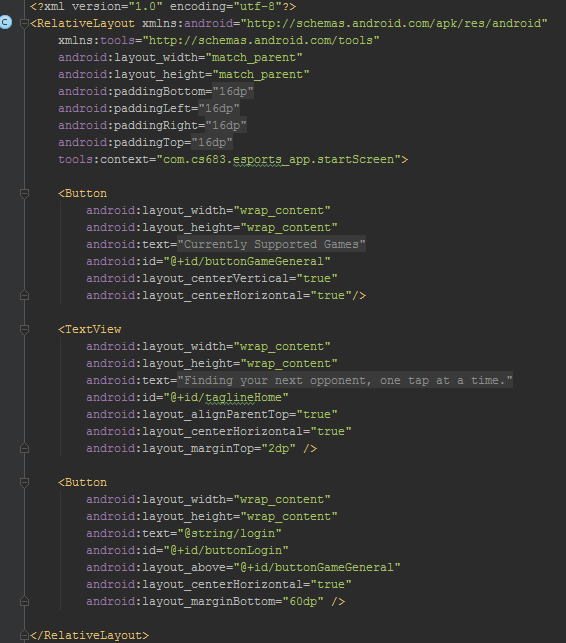 <?xml version="1.0" encoding="utf-8"?>
C
<RelativeLayout xmlns:android="http://schemas.android.com/apk/res/android"
    xmlns:tools="http://schemas.android.com/tools"
    android:layout_width="match_parent"
    android:layout_height="match_parent"
    android:paddingBottom="16dp"
    android:paddingLeft="16dp"
    android:paddingRight="16dp"
    android:paddingTop="16dp"
    tools:context="com.cs683.esports_app.startScreen">
    <Button
        android:layout_width="wrap_content"
        android:layout_height="wrap_content"
        android:text="Currently Supported Games"
        android:id="@+id/buttonGameGeneral"
        android:layout_centerVertical="true"
        android:layout_centerHorizontal="true"/>
    <TextView
        android:layout_width="wrap_content"
        android:layout_height="wrap_content"
        android:text="Finding your next opponent, one tap at a time."
        android:id="@+id/taglineHome"
        android:layout_alignParentTop="true"
        android:layout_centerHorizontal="true"
        android:layout_marginTop="2dp" />
    <Button
        android:layout_width="wrap_content"
        android:layout_height="wrap_content"
        android:text="@string/login"
        android:id="@+id/buttonLogin"
        android:layout_above="@+id/buttonGameGeneral"
        android:layout_centerHorizontal="true"
        android:layout_marginBottom="60dp" />
</RelativeLayout>